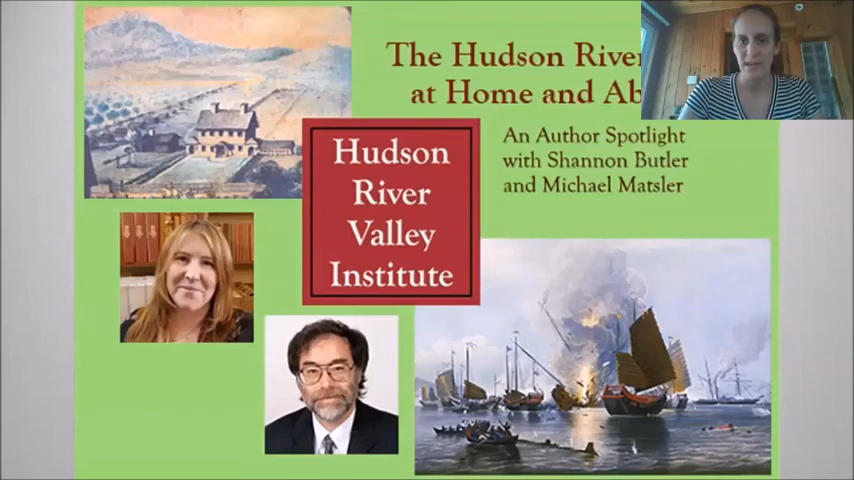 The Hudson River
at Home and Ab
An Author Spotlight
with Shannon Butler
and Michael Matsler
Hudson
River
Valley
Institute